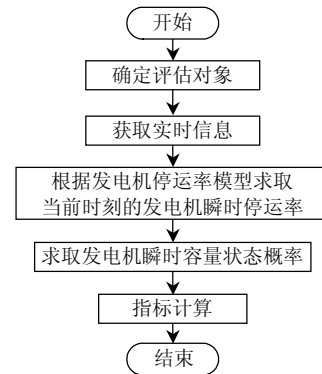 开始
确定评估对象
获取实时信息
根据发电机停运率模型求取
当前时刻的发电机瞬时停运率
求取发电机瞬时容量状态概率
指标计算
结束